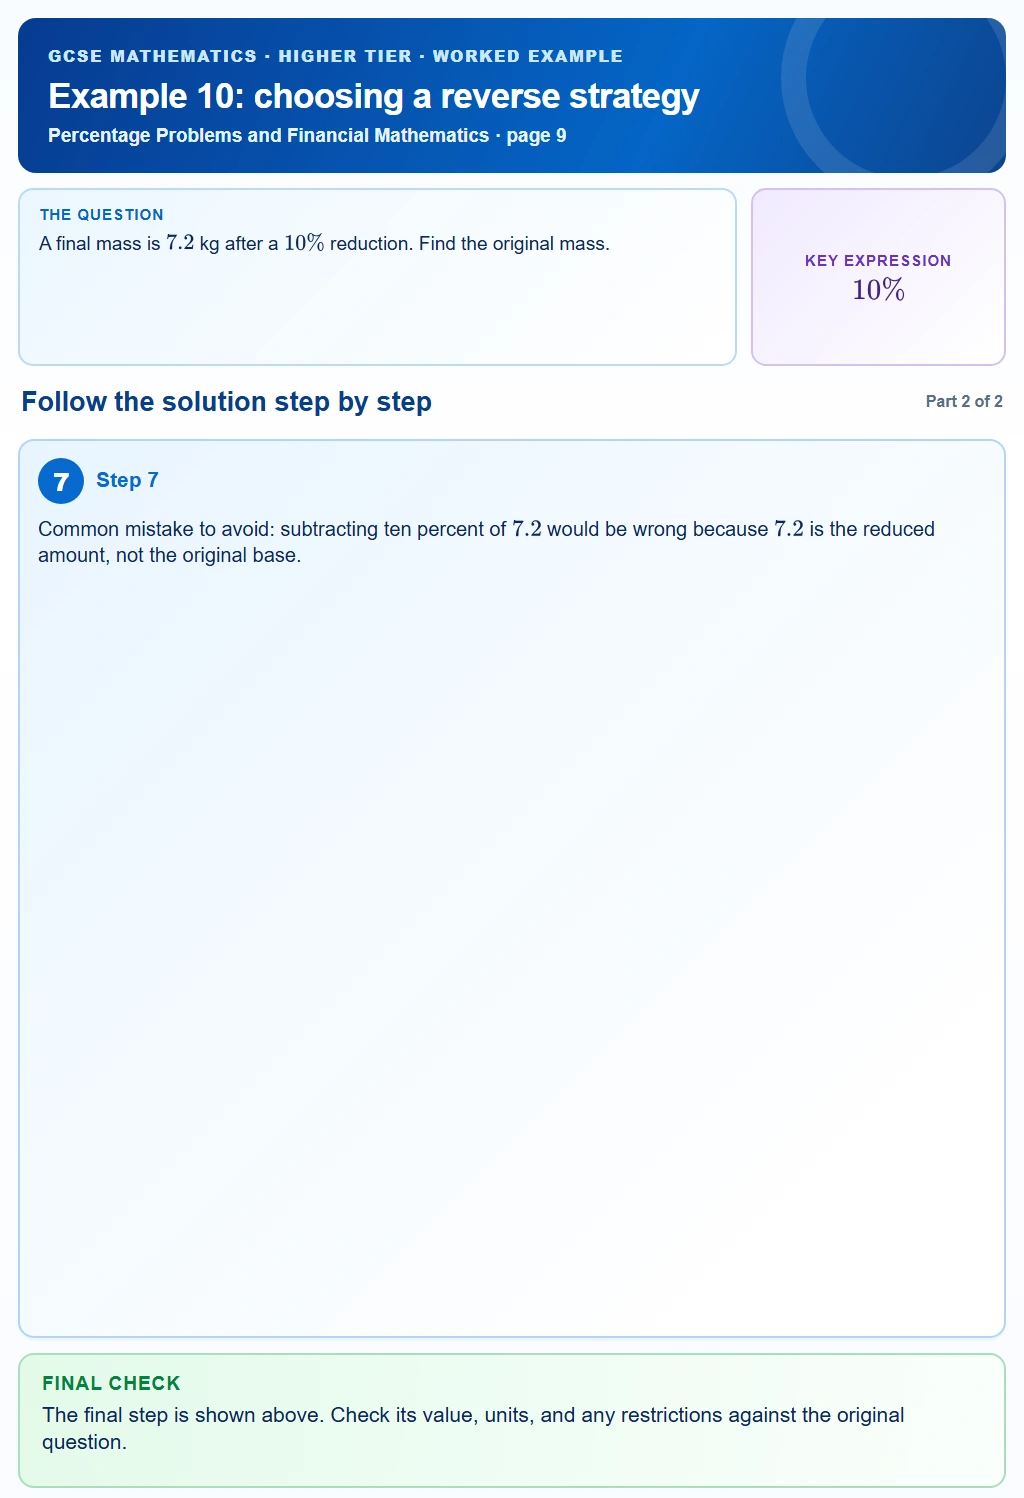 GCSE MATHEMATICS · HIGHER TIER · WORKED EXAMPLE
Example 10: choosing a reverse strategy
Percentage Problems and Financial Mathematics · page 9
THE QUESTION
A final mass is 7.2 kg after a 10% reduction. Find the original mass.
KEY EXPRESSION
10%
Follow the solution step by step
Part 2 of 2
7 Step 7
Common mistake to avoid: subtracting ten percent of 7.2 would be wrong because 7.2 is the reduced
amount, not the original base.
FINAL CHECK
The final step is shown above. Check its value, units, and any restrictions against the original
question.